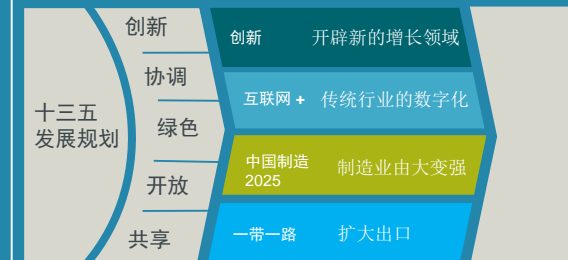 十三五
发展规划
创新
协调
绿色
开放
共享
创新 开辟新的增长领域
互联网 + 传统行业的数字化
中国制造
2025
制造业由大变强
一带一路 扩大出口